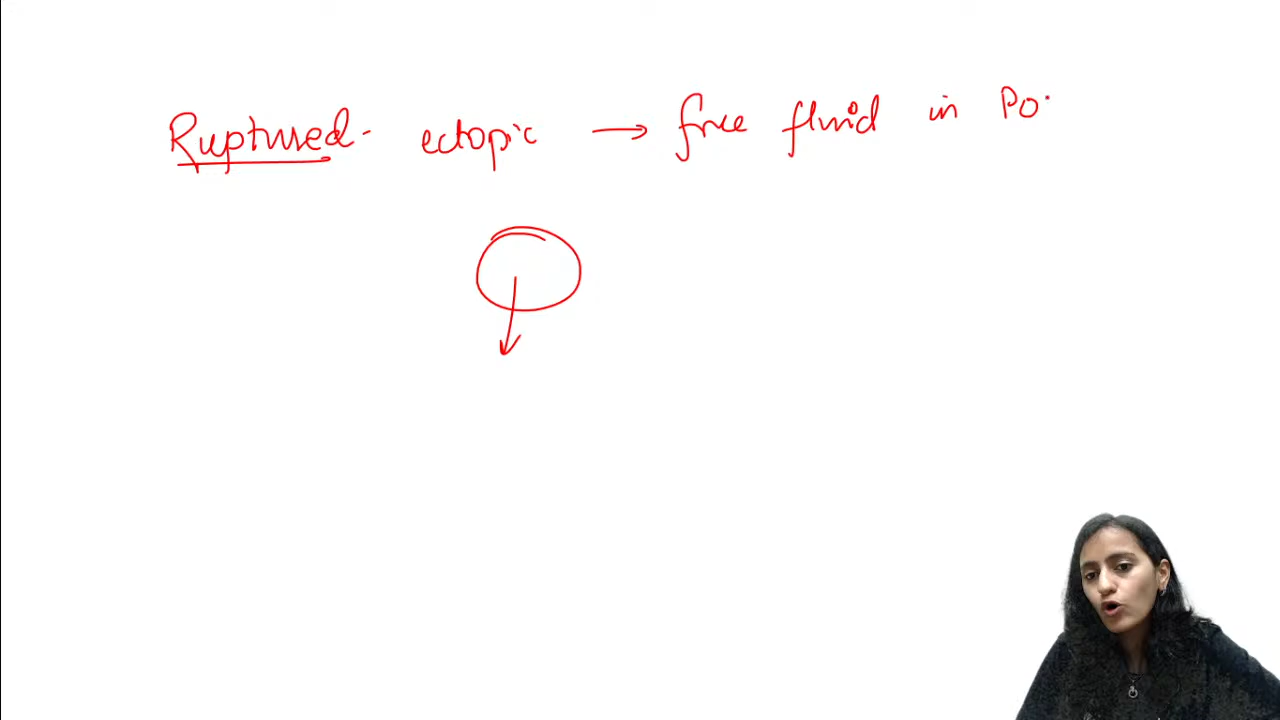 Ruptured- ectopic → free fluid in PO.